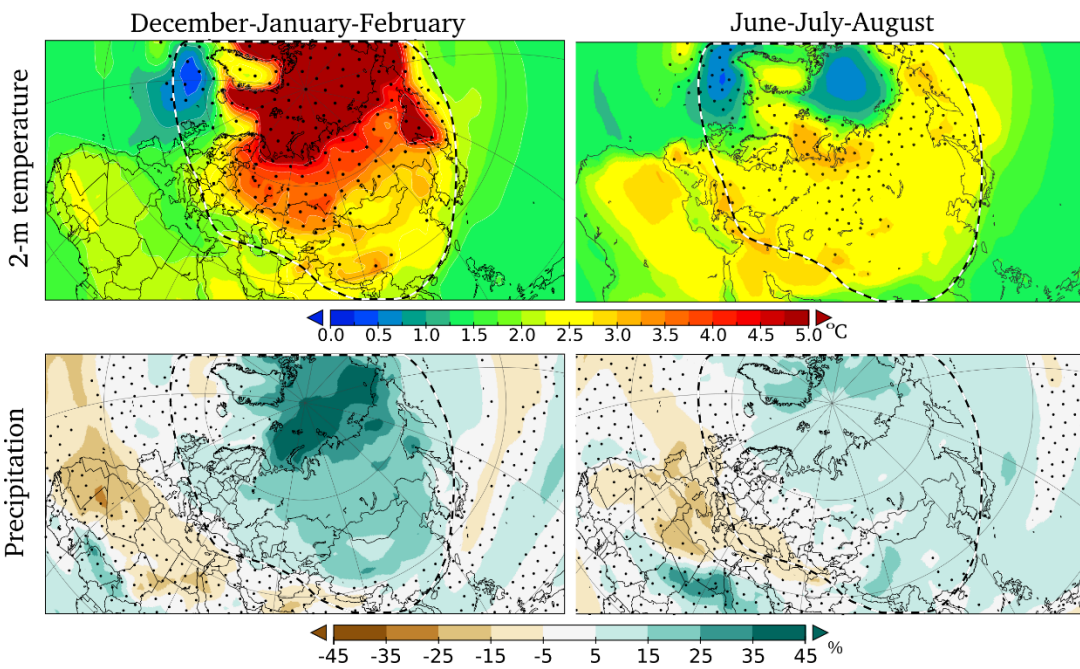 December-January-February
June-July-August
2-m temperature
0.0 0.5 1.0 1.5 2.0 2.5 3.0 3.5 4.0 4.5 5.0 °C
Precipitation
-45 -35 -25 -15 -5 5 15 25 35 45 %